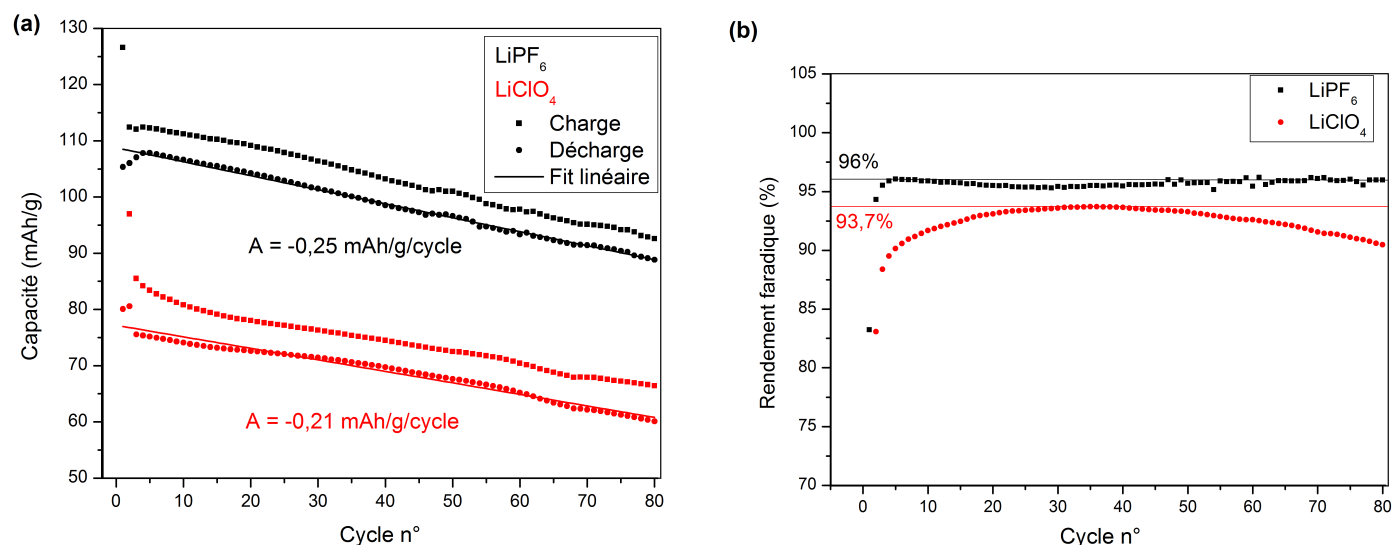 (a)
130
120
110
100
90
80
70
60
50
Capacité (mAh/g)
LiPF6
LiClO4
Charge
Décharge
Fit linéaire
A = -0,25 mAh/g/cycle
A = -0,21 mAh/g/cycle
0 10 20 30 40 50 60 70 80
Cycle n°
(b)
105
100
95
90
85
80
75
70
Rendement faradique (%)
LiPF6
LiClO4
96%
93,7%
0 10 20 30 40 50 60 70 80
Cycle n°